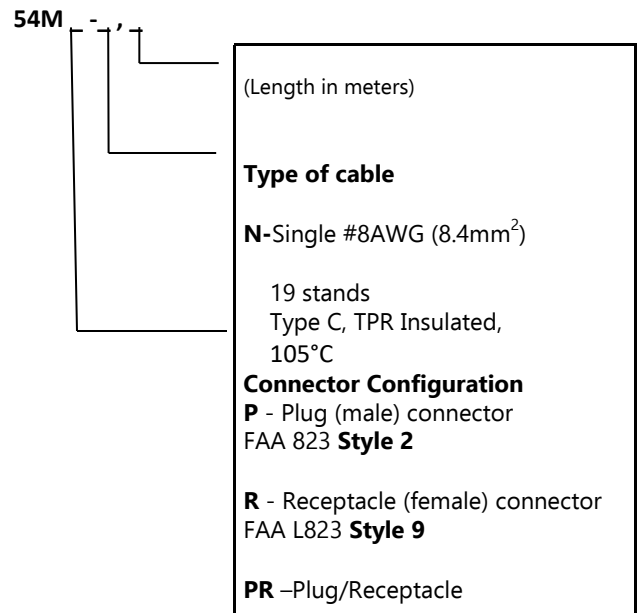 54M _ - _ , _
(Length in meters)
Type of cable
N-Single #8AWG (8.4mm²)
19 stands
Type C, TPR Insulated,
105°C
Connector Configuration
P - Plug (male) connector
FAA 823 Style 2
R - Receptacle (female) connector
FAA L823 Style 9
PR –Plug/Receptacle